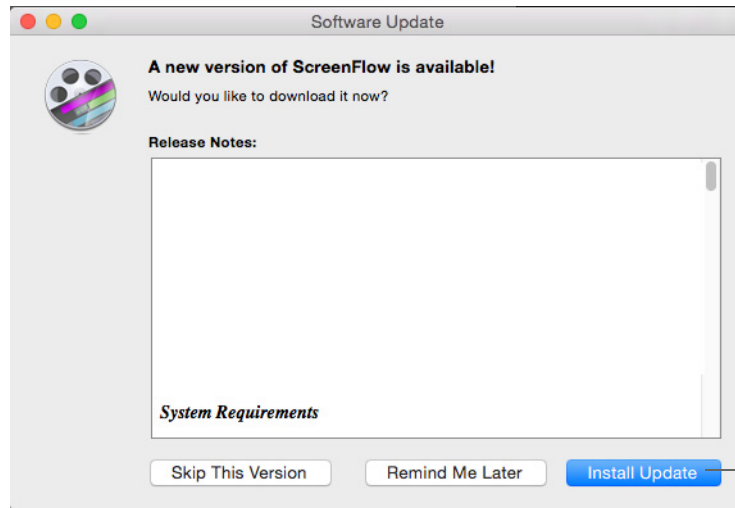 Software Update
A new version of ScreenFlow is available!
Would you like to download it now?
Release Notes:
System Requirements
Skip This Version
Remind Me Later
Install Update